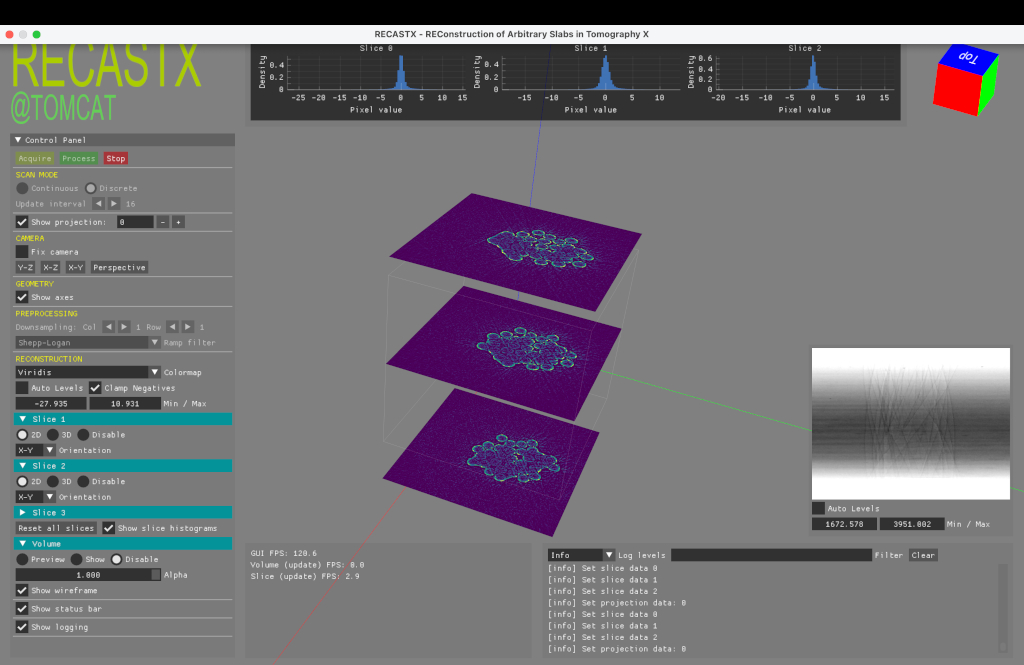 RECASTX - REConstruction of Arbitrary Slabs in Tomography X
RECASTX
@TOMCAT
Slice 0
Density
0.4
0.2
0
-25 -20 -15 -10 -5 0 5 10 15
Pixel value
Slice 1
Density
0.4
0.2
0
-15 -10 -5 0 5 10
Pixel value
Slice 2
Density
0.6
0.4
0.2
0
-20 -15 -10 -5 0 5 10 15
Pixel value
Top
Control Panel
Acquire Process Stop
SCAN MODE
Continuous Discrete
Update interval 16
Show projection: 0 - +
CAMERA
Fix camera
Y-Z X-Z X-Y Perspective
GEOMETRY
Show axes
PREPROCESSING
Downsampling: Col 1 Row 1
Shepp-Logan Ramp filter
RECONSTRUCTION
Viridis Colormap
Auto Levels Clamp Negatives
-27.935 10.931 Min / Max
Slice 1
2D 3D Disable
X-Y Orientation
Slice 2
2D 3D Disable
X-Y Orientation
Slice 3
Reset all slices Show slice histograms
Volume
Preview Show Disable
1.000 Alpha
Show wireframe
Show status bar
Show logging
Auto Levels
1672.578 3951.802 Min / Max
GUI FPS: 120.6
Volume (update) FPS: 0.0
Slice (update) FPS: 2.9
Info Log levels Filter Clear
[info] Set slice data 0
[info] Set slice data 1
[info] Set slice data 2
[info] Set projection data: 0
[info] Set slice data 0
[info] Set slice data 1
[info] Set slice data 2
[info] Set projection data: 0